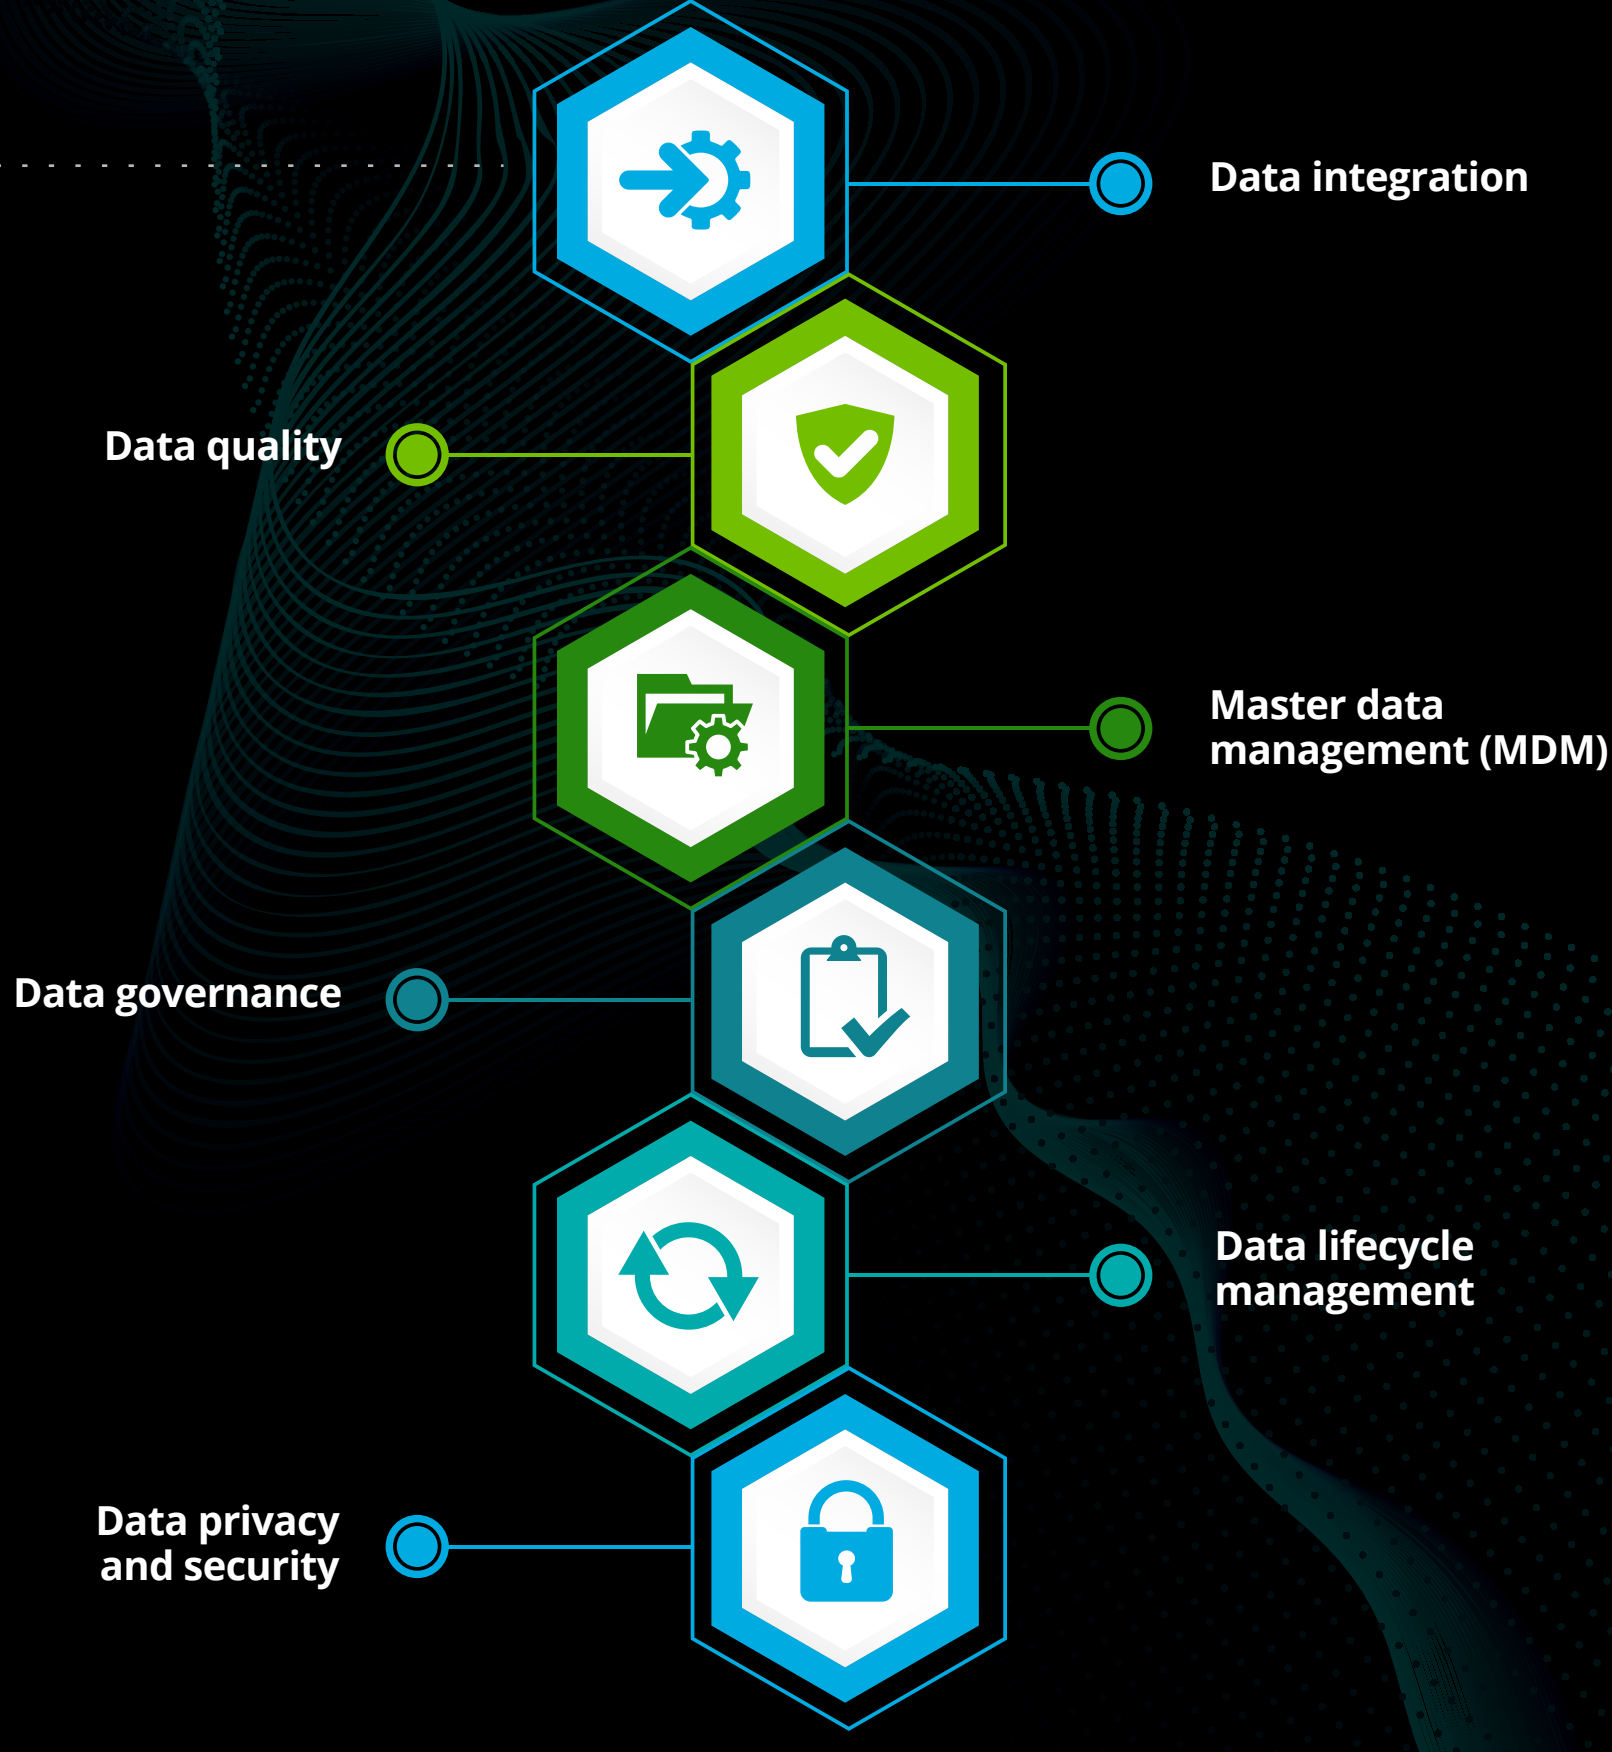 Data integration
Data quality
Master data
management (MDM)
Data governance
Data lifecycle
management
Data privacy
and security